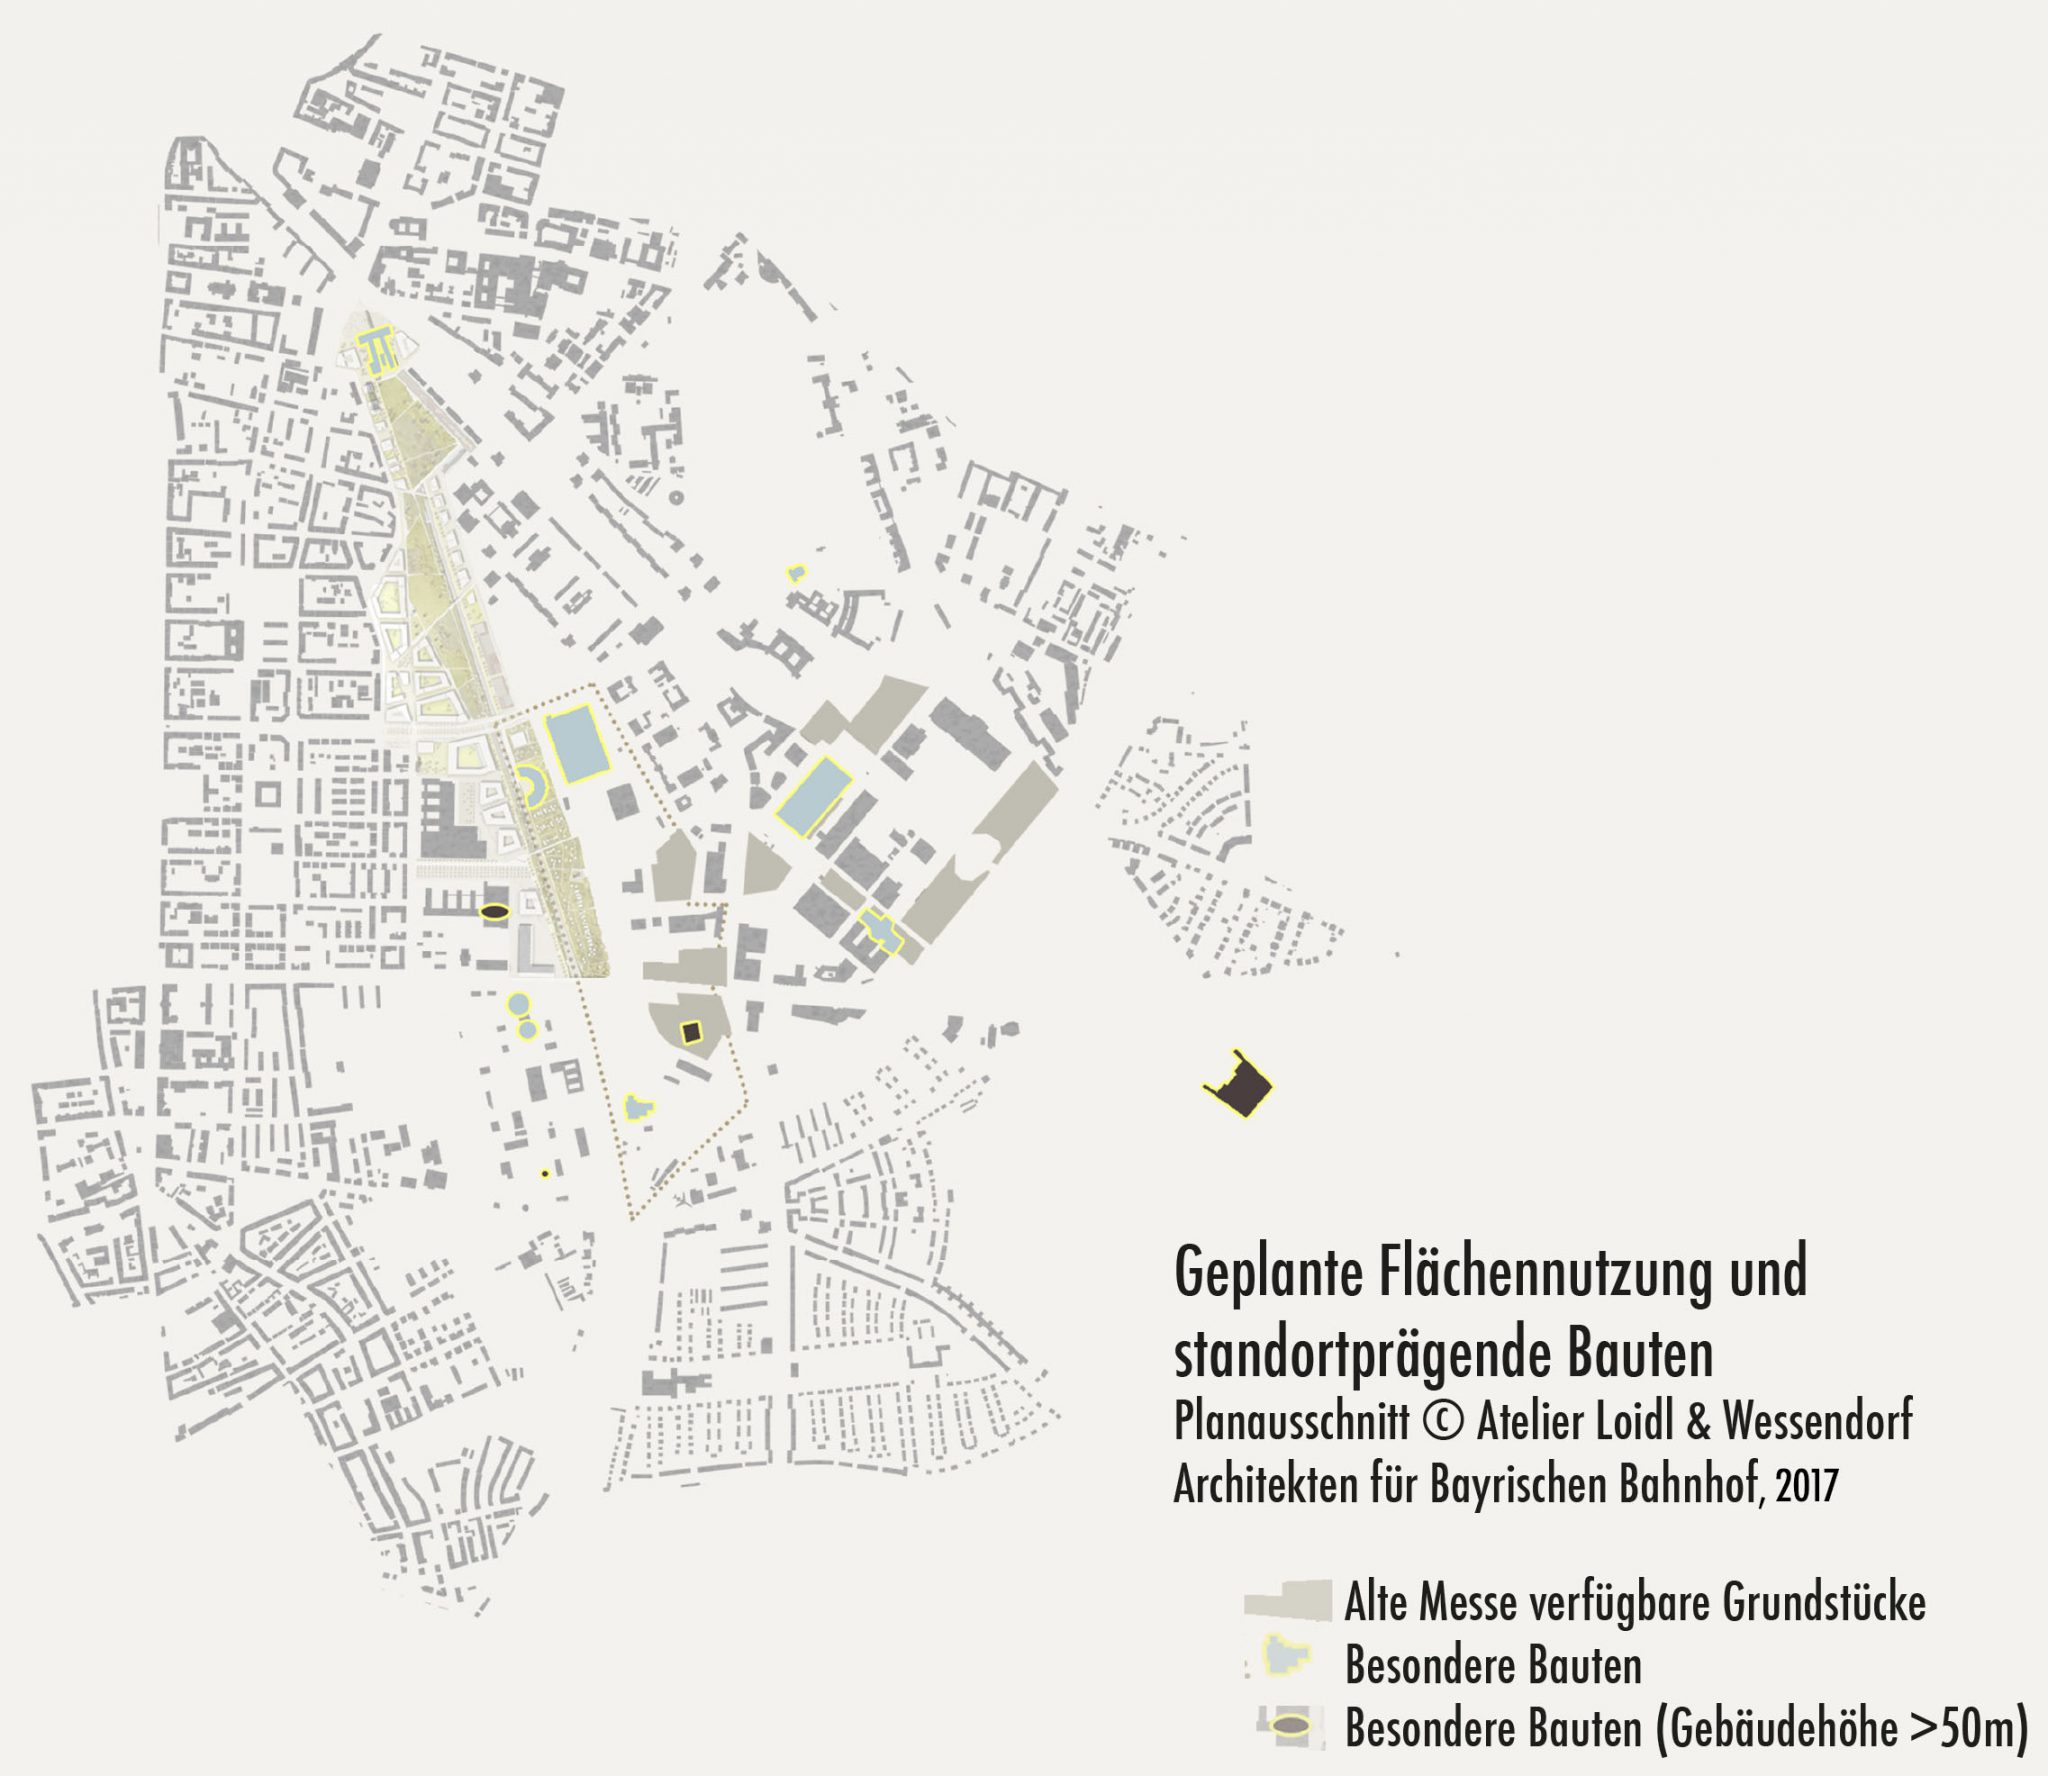 Geplante Flächennutzung und
standortprägende Bauten
Planausschnitt © Atelier Loidl & Wessendorf
Architekten für Bayrischen Bahnhof, 2017
Alte Messe verfügbare Grundstücke
Besondere Bauten
Besondere Bauten (Gebäudehöhe >50m)